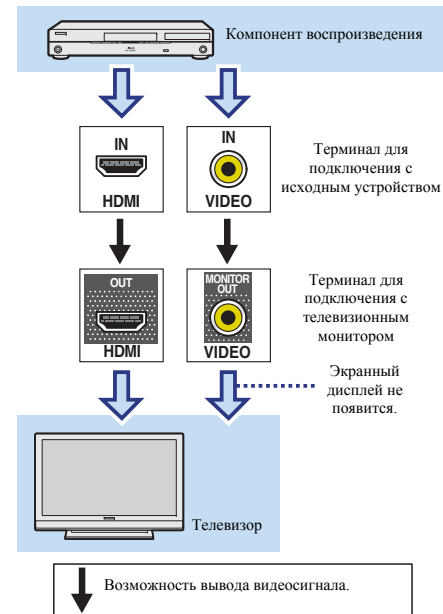 Компонент воспроизведения
IN
HDMI
IN
VIDEO
Терминал для
подключения с
исходным устройством
OUT
HDMI
MONITOR
OUT
VIDEO
Терминал для
подключения с
телевизионным
монитором
Экранный
дисплей не
появится.
Телевизор
Возможность вывода видеосигнала.